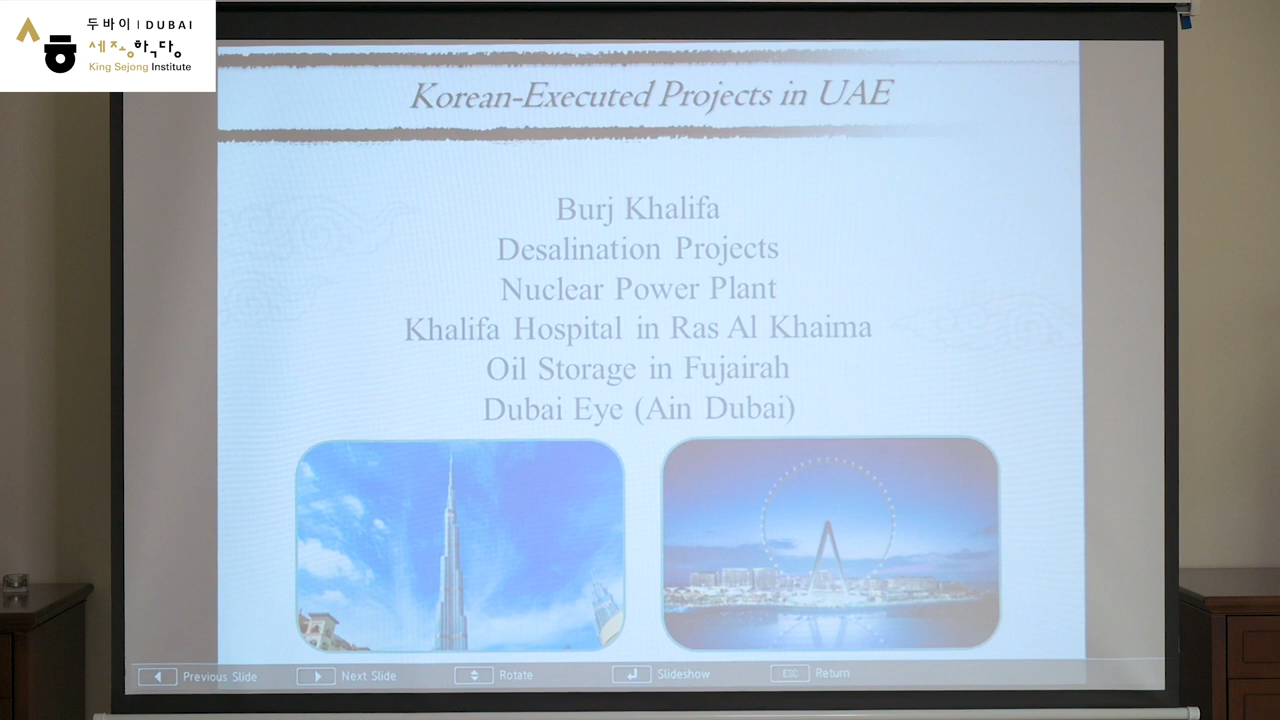 두바이 | DUBAI
세종학당
King Sejong Institute
Korean-Executed Projects in UAE
Burj Khalifa
Desalination Projects
Nuclear Power Plant
Khalifa Hospital in Ras Al Khaima
Oil Storage in Fujairah
Dubai Eye (Ain Dubai)
Previous Slide
Next Slide
Rotate
Slideshow
ESC Return